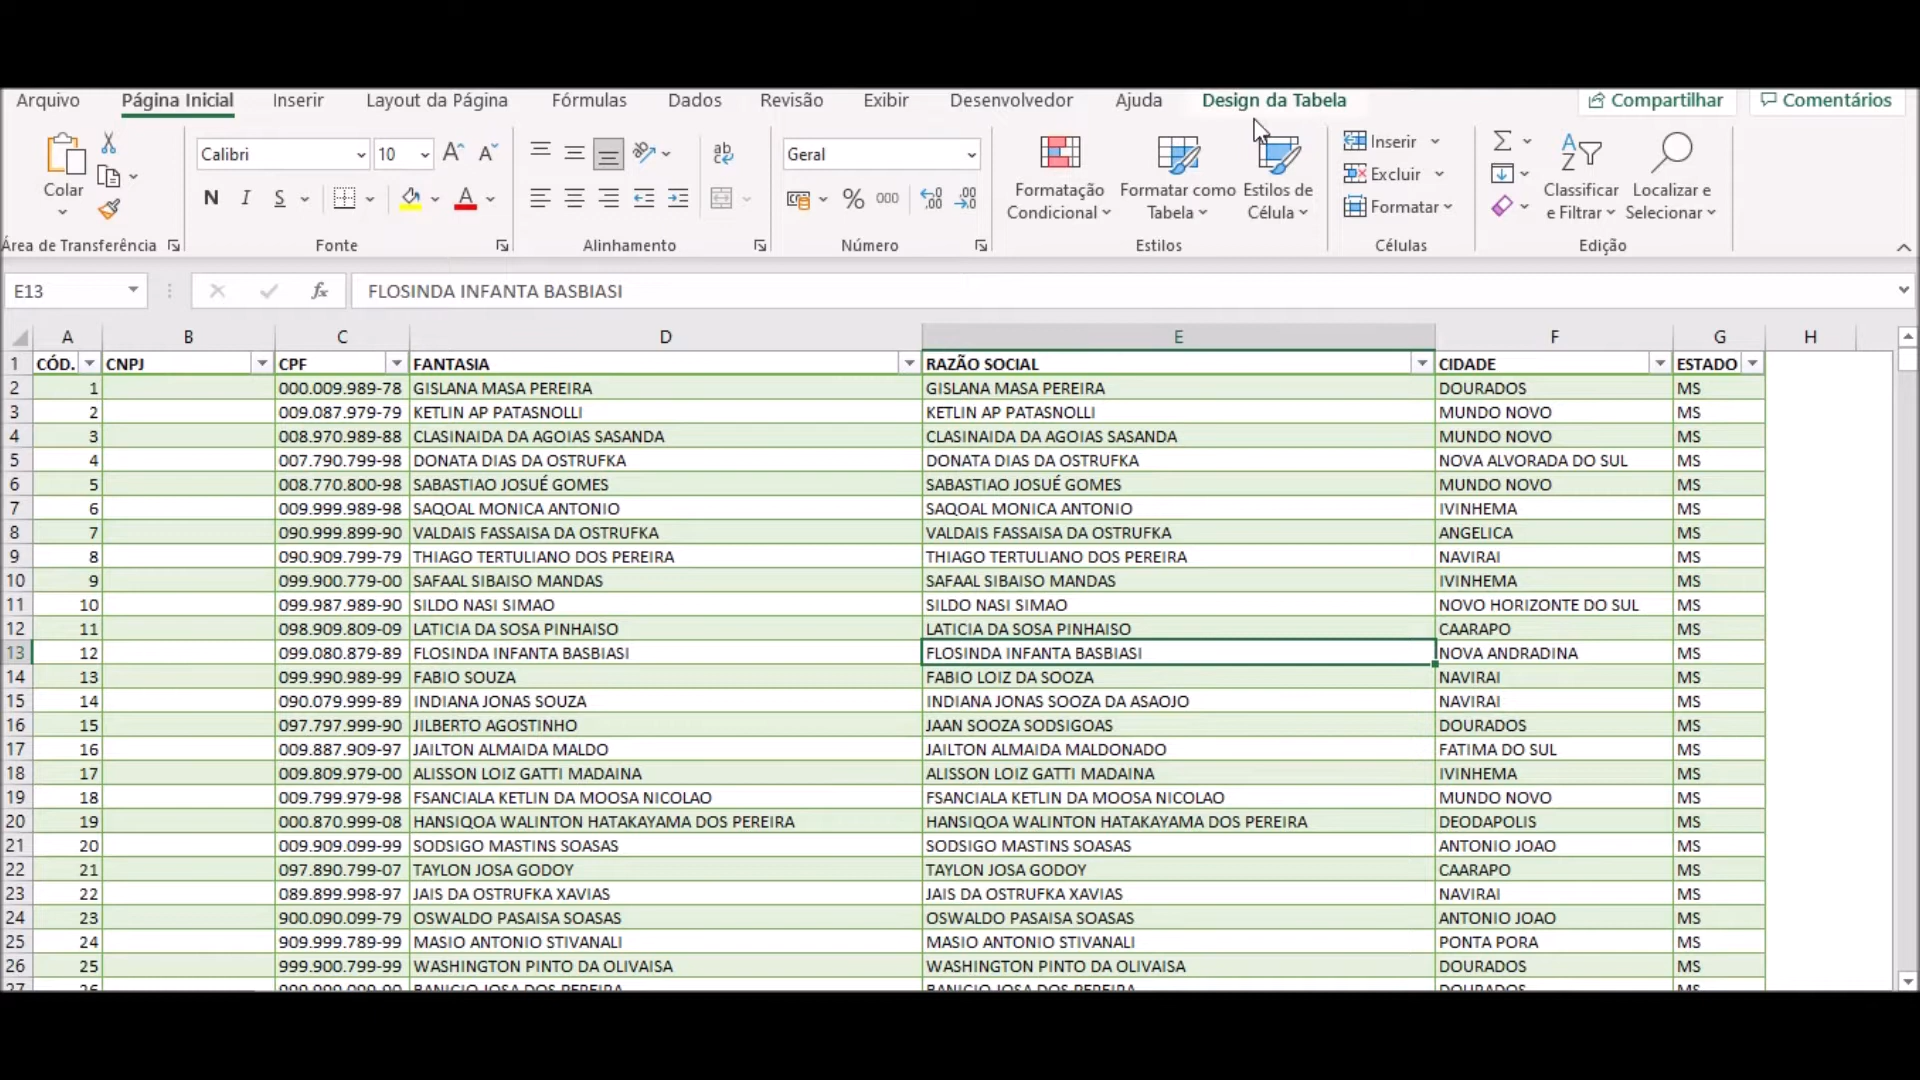 Arquivo Página Inicial Inserir Layout da Página Fórmulas Dados Revisão Exibir Desenvolvedor Ajuda Design da Tabela Compartilhar Comentários
Colar
Área de Transferência
Calibri 10
N I S
Fonte
ab
Alinhamento
Geral
% 000
Número
Formatação Condicional
Formatar como Tabela
Estilos de Célula
Estilos
Inserir
Excluir
Formatar
Células
Classificar e Filtrar
Localizar e Selecionar
Edição
E13 fx FLOSINDA INFANTA BASBIASI
A B C D E F G H
1 CÓD. CNPJ CPF FANTASIA RAZÃO SOCIAL CIDADE ESTADO
2 1 000.009.989-78 GISLANA MASA PEREIRA GISLANA MASA PEREIRA DOURADOS MS
3 2 009.087.979-79 KETLIN AP PATASNOLLI KETLIN AP PATASNOLLI MUNDO NOVO MS
4 3 008.970.989-88 CLASINAIDA DA AGOIAS SASANDA CLASINAIDA DA AGOIAS SASANDA MUNDO NOVO MS
5 4 007.790.799-98 DONATA DIAS DA OSTRUFKA DONATA DIAS DA OSTRUFKA NOVA ALVORADA DO SUL MS
6 5 008.770.800-98 SABASTIAO JOSUÉ GOMES SABASTIAO JOSUÉ GOMES MUNDO NOVO MS
7 6 009.999.989-98 SAQOAL MONICA ANTONIO SAQOAL MONICA ANTONIO IVINHEMA MS
8 7 090.999.899-90 VALDAIS FASSAISA DA OSTRUFKA VALDAIS FASSAISA DA OSTRUFKA ANGELICA MS
9 8 090.909.799-79 THIAGO TERTULIANO DOS PEREIRA THIAGO TERTULIANO DOS PEREIRA NAVIRAI MS
10 9 099.900.779-00 SAFAAL SIBAISO MANDAS SAFAAL SIBAISO MANDAS IVINHEMA MS
11 10 099.987.989-90 SILDO NASI SIMAO SILDO NASI SIMAO NOVO HORIZONTE DO SUL MS
12 11 098.909.809-09 LATICIA DA SOSA PINHAISO LATICIA DA SOSA PINHAISO CAARAPO MS
13 12 099.080.879-89 FLOSINDA INFANTA BASBIASI FLOSINDA INFANTA BASBIASI NOVA ANDRADINA MS
14 13 099.990.989-99 FABIO SOUZA FABIO LOIZ DA SOOZA NAVIRAI MS
15 14 090.079.999-89 INDIANA JONAS SOUZA INDIANA JONAS SOOZA DA ASAOJO NAVIRAI MS
16 15 097.797.999-90 JILBERTO AGOSTINHO JAAN SOOZA SODSIGOAS DOURADOS MS
17 16 009.887.909-97 JAILTON ALMAIDA MALDO JAILTON ALMAIDA MALDONADO FATIMA DO SUL MS
18 17 009.809.979-00 ALISSON LOIZ GATTI MADAINA ALISSON LOIZ GATTI MADAINA IVINHEMA MS
19 18 009.799.979-98 FSANCIALA KETLIN DA MOOSA NICOLAO FSANCIALA KETLIN DA MOOSA NICOLAO MUNDO NOVO MS
20 19 000.870.999-08 HANSIQOA WALINTON HATAKAYAMA DOS PEREIRA HANSIQOA WALINTON HATAKAYAMA DOS PEREIRA DEODAPOLIS MS
21 20 009.909.099-99 SODSIGO MASTINS SOASAS SODSIGO MASTINS SOASAS ANTONIO JOAO MS
22 21 097.890.799-07 TAYLON JOSA GODOY TAYLON JOSA GODOY CAARAPO MS
23 22 089.899.998-97 JAIS DA OSTRUFKA XAVIAS JAIS DA OSTRUFKA XAVIAS NAVIRAI MS
24 23 900.090.099-79 OSWALDO PASAISA SOASAS OSWALDO PASAISA SOASAS ANTONIO JOAO MS
25 24 909.999.789-99 MASIO ANTONIO STIVANALI MASIO ANTONIO STIVANALI PONTA PORA MS
26 25 999.900.799-99 WASHINGTON PINTO DA OLIVAISA WASHINGTON PINTO DA OLIVAISA DOURADOS MS